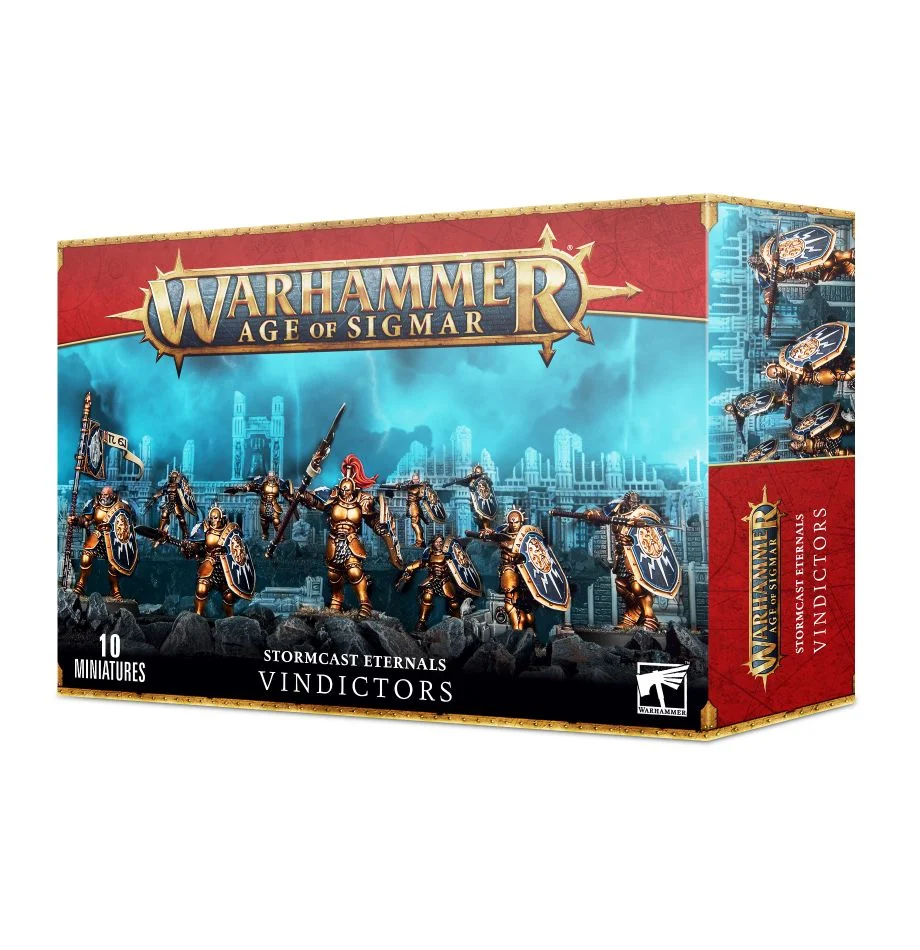 WARHAMMER
AGE OF SIGMAR
10
MINIATURES
STORMCAST ETERNALS
VINDICTORS
WARHAMMER
WARHAMMER
AGE OF SIGMAR
STORMCAST ETERNALS
VINDICTORS